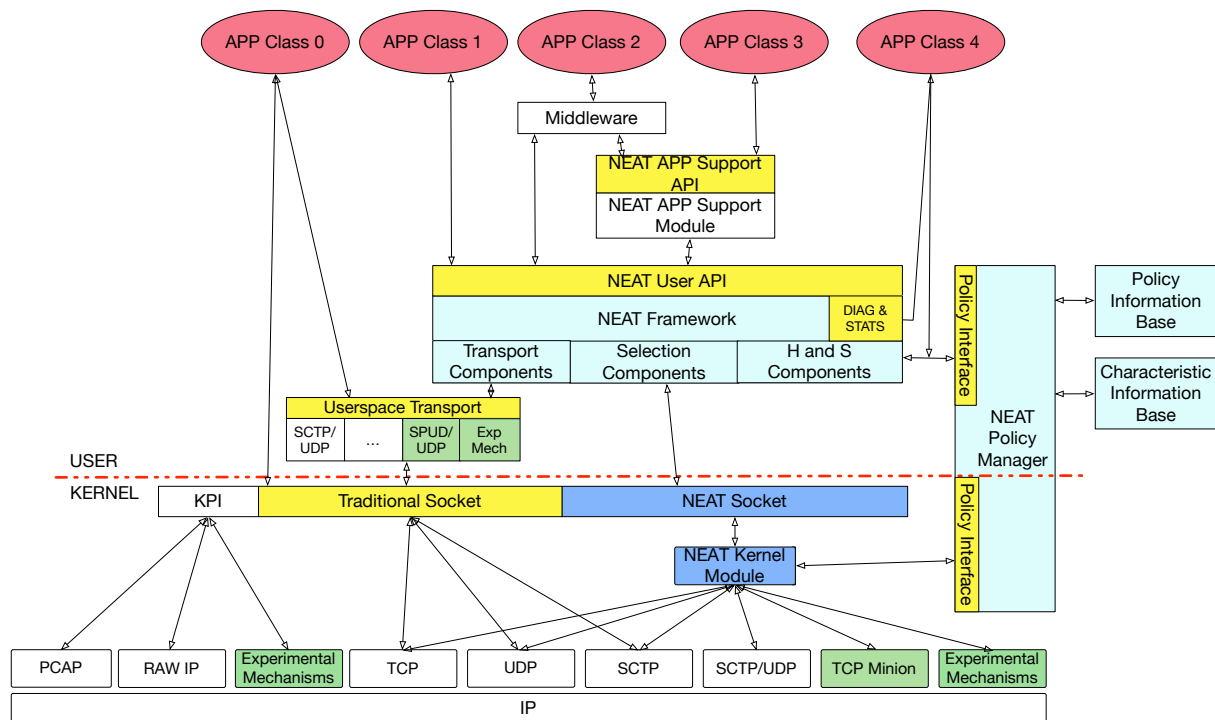 APP Class 0
APP Class 1
APP Class 2
APP Class 3
APP Class 4
Middleware
NEAT APP Support
API
NEAT APP Support
Module
NEAT User API
NEAT Framework
DIAG &
STATS
Transport
Components
Selection
Components
H and S
Components
Policy Interface
NEAT
Policy
Manager
Policy
Information
Base
Characteristic
Information
Base
Userspace Transport
SCTP/
UDP
...
SPUD/
UDP
Exp
Mech
USER
KERNEL
KPI
Traditional Socket
NEAT Socket
Policy Interface
NEAT Kernel
Module
PCAP
RAW IP
Experimental
Mechanisms
TCP
UDP
SCTP
SCTP/UDP
TCP Minion
Experimental
Mechanisms
IP